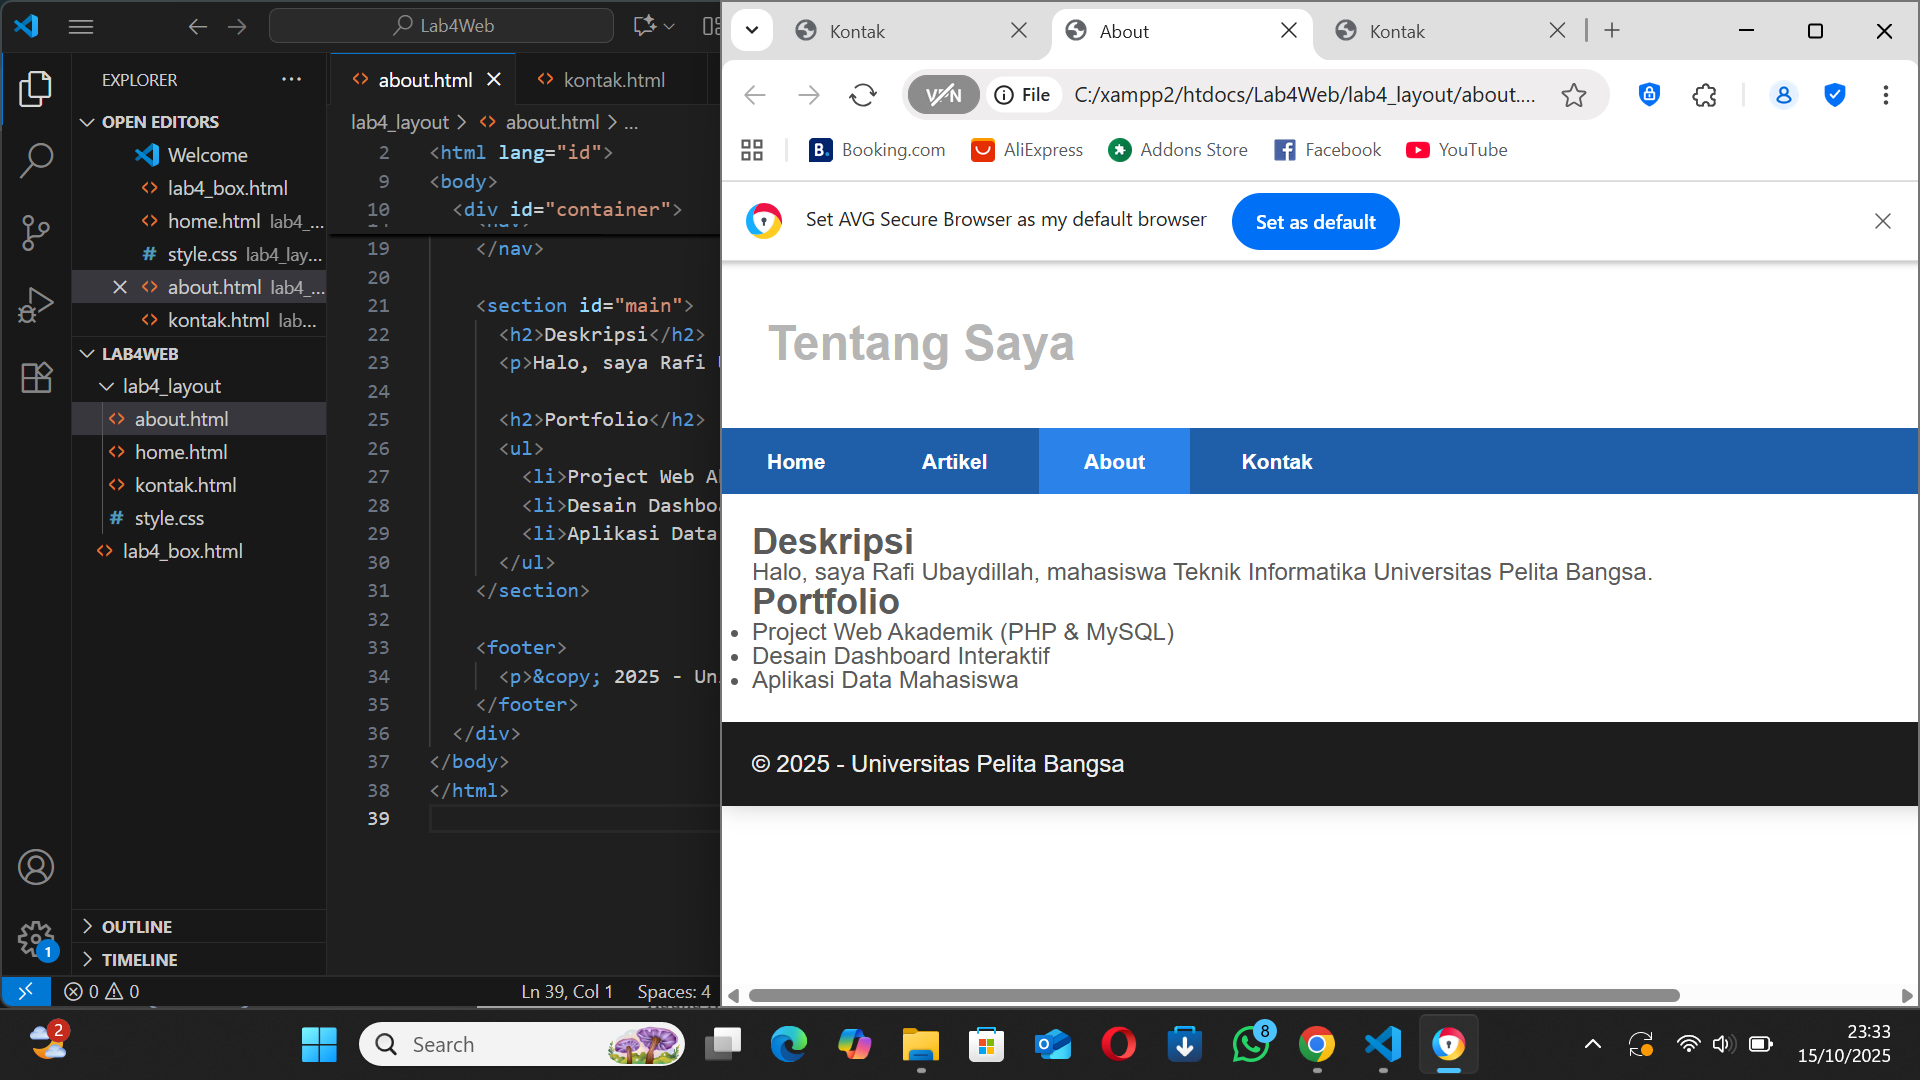 Lab4Web
EXPLORER
OPEN EDITORS
Welcome
lab4_box.html
home.html lab4_...
style.css lab4_lay...
about.html lab4_...
kontak.html lab...
LAB4WEB
lab4_layout
about.html
home.html
kontak.html
style.css
lab4_box.html
OUTLINE
TIMELINE
1
0 0
Ln 39, Col 1 Spaces: 4
about.html
kontak.html
lab4_layout > about.html > ...
2 <html lang="id">
9 <body>
10 <div id="container">
19 </nav>
20
21 <section id="main">
22 <h2>Deskripsi</h2>
23 <p>Halo, saya Rafi
24
25 <h2>Portfolio</h2>
26 <ul>
27 <li>Project Web A
28 <li>Desain Dashbo
29 <li>Aplikasi Data
30 </ul>
31 </section>
32
33 <footer>
34 <p>&copy; 2025 - Un
35 </footer>
36 </div>
37 </body>
38 </html>
39
Kontak
About
Kontak
VPN
File
C:/xampp2/htdocs/Lab4Web/lab4_layout/about....
B. Booking.com
AliExpress
Addons Store
Facebook
YouTube
Set AVG Secure Browser as my default browser
Set as default
Tentang Saya
Home Artikel About Kontak
Deskripsi
Halo, saya Rafi Ubaydillah, mahasiswa Teknik Informatika Universitas Pelita Bangsa.
Portfolio
• Project Web Akademik (PHP & MySQL)
• Desain Dashboard Interaktif
• Aplikasi Data Mahasiswa
© 2025 - Universitas Pelita Bangsa
2
Search
8
23:33
15/10/2025